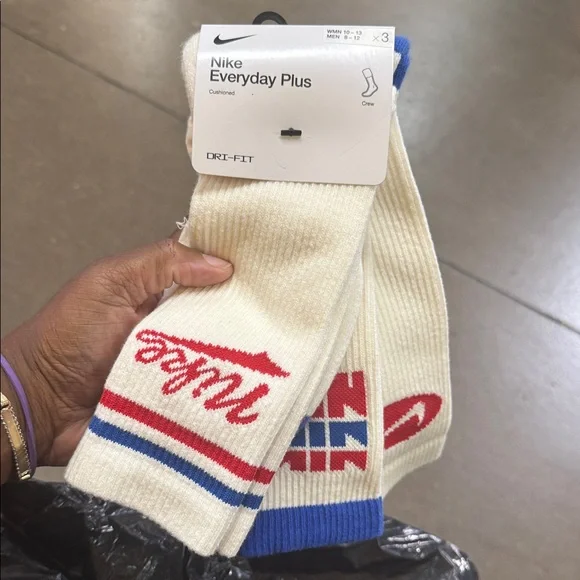 WMN 10 - 13
MEN 8 - 12
×3
Nike
Everyday Plus
Cushioned
Crew
DRI-FIT
Nike